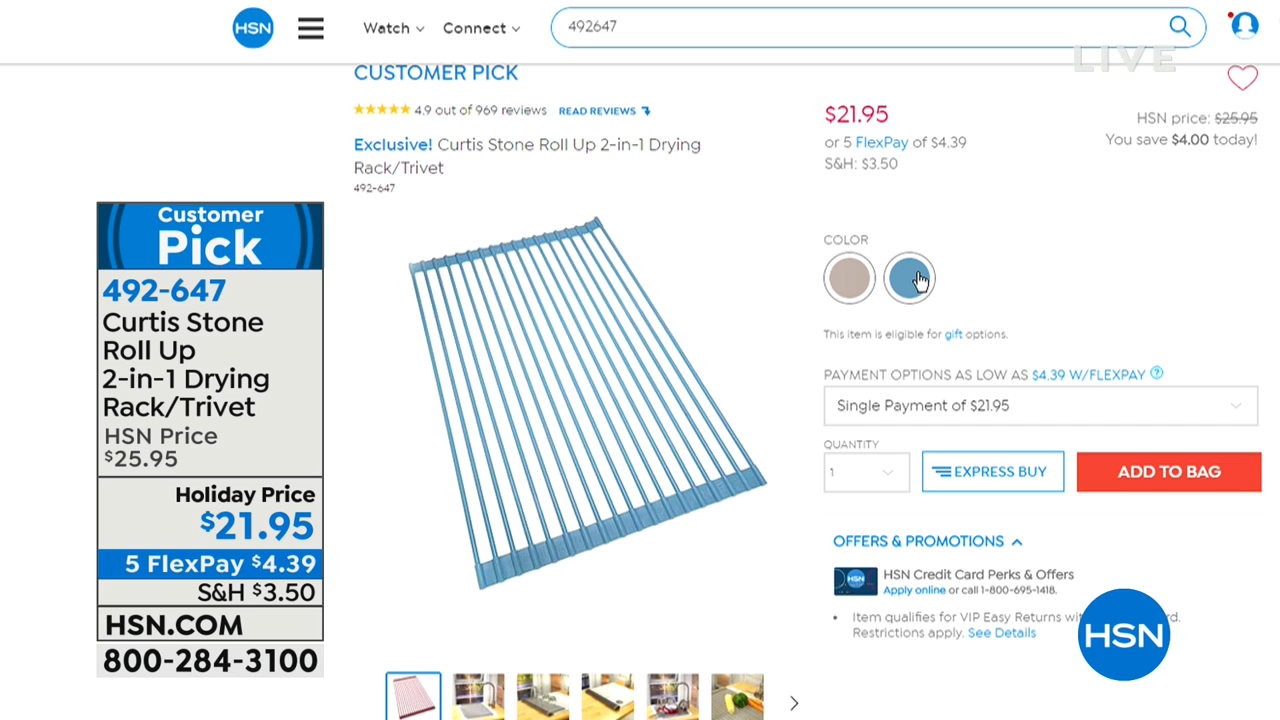 HSN
Watch
Connect
492647
LIVE
CUSTOMER PICK
4.9 out of 969 reviews READ REVIEWS
Exclusive! Curtis Stone Roll Up 2-in-1 Drying
Rack/Trivet
492-647
$21.95
or 5 FlexPay of $4.39
S&H: $3.50
HSN price: $25.95
You save $4.00 today!
COLOR
This item is eligible for gift options.
PAYMENT OPTIONS AS LOW AS $4.39 W/FLEXPAY ?
Single Payment of $21.95
QUANTITY
1
EXPRESS BUY
ADD TO BAG
OFFERS & PROMOTIONS
HSN
HSN Credit Card Perks & Offers
Apply online or call 1-800-695-1418.
Item qualifies for VIP Easy Returns
Restrictions apply. See Details
HSN
Customer
Pick
492-647
Curtis Stone
Roll Up
2-in-1 Drying
Rack/Trivet
HSN Price
$25.95
Holiday Price
$21.95
5 FlexPay $4.39
S&H $3.50
HSN.COM
800-284-3100